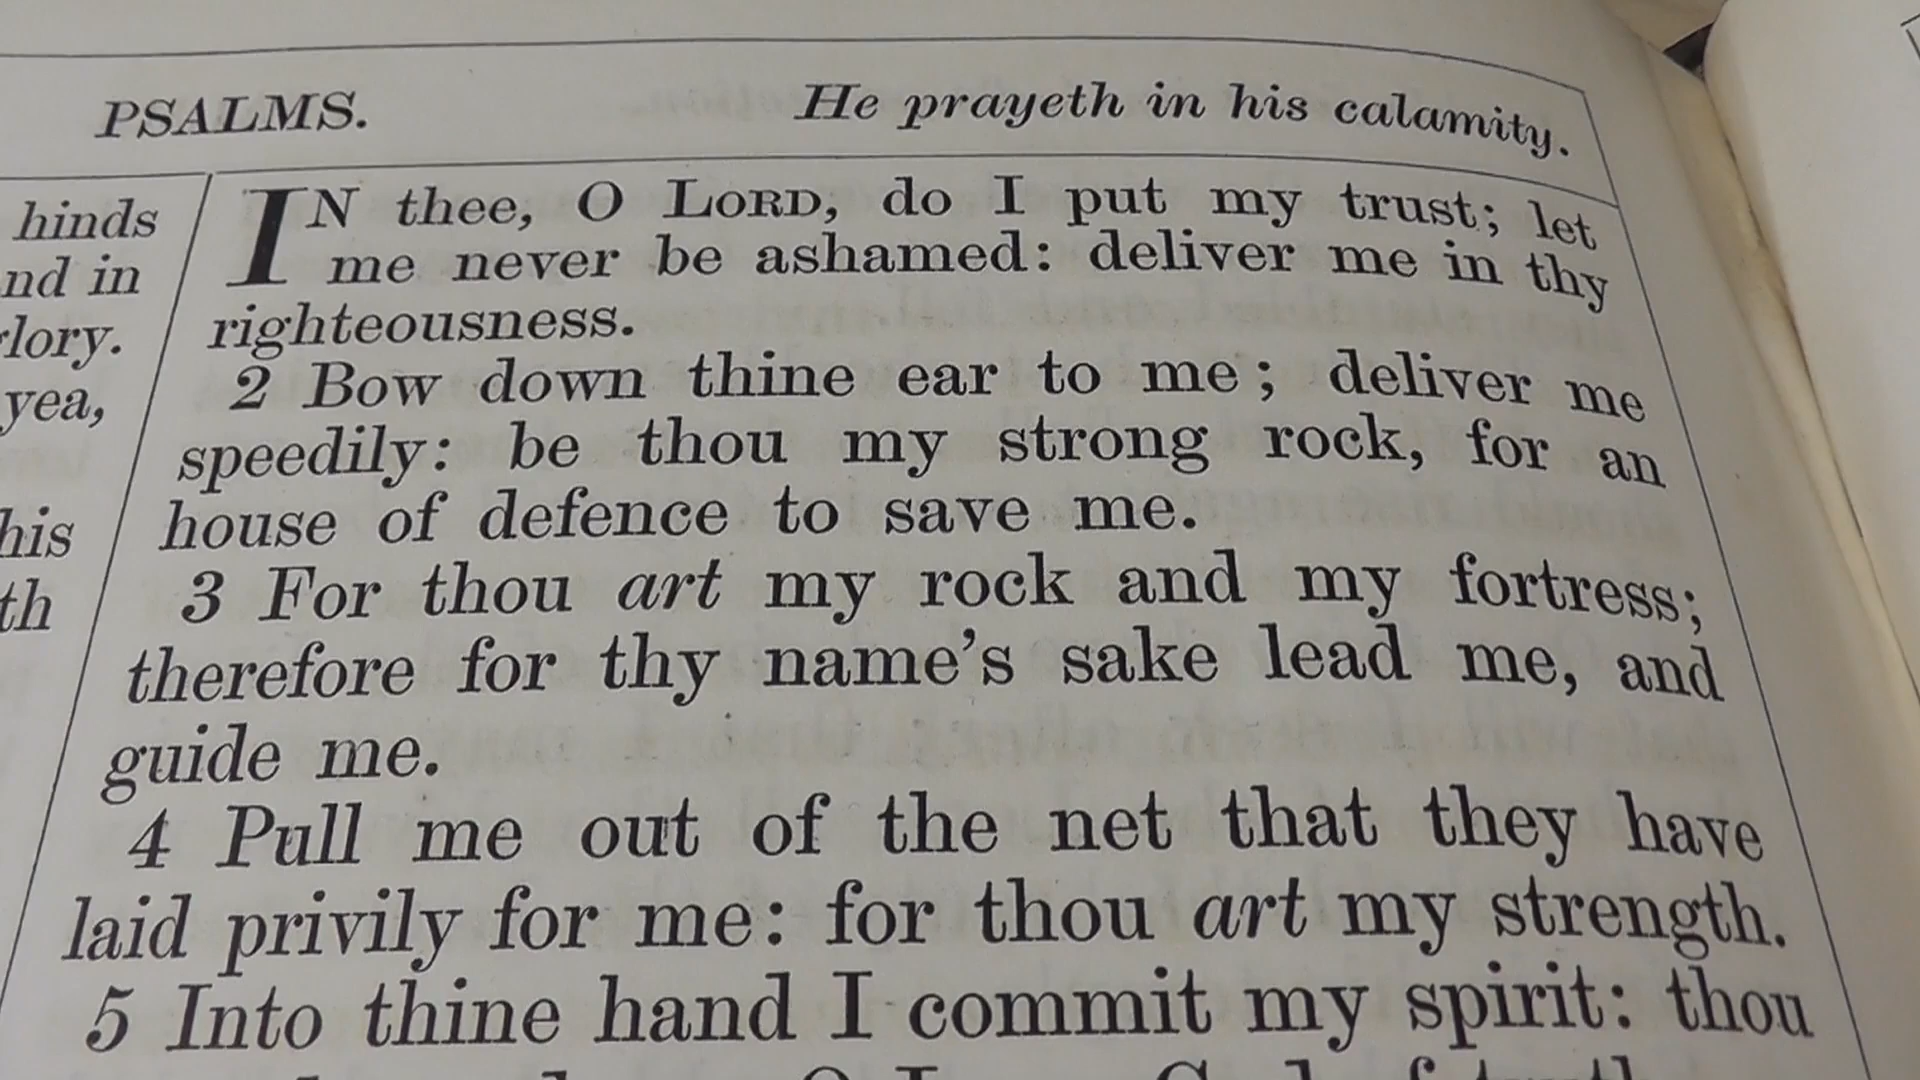 PSALMS. He prayeth in his calamity.
hinds
nd in
lory.
yea,
his
th
IN thee, O LORD, do I put my trust; let
me never be ashamed: deliver me in thy
righteousness.
2 Bow down thine ear to me; deliver me
speedily: be thou my strong rock, for an
house of defence to save me.
3 For thou art my rock and my fortress;
therefore for thy name's sake lead me, and
guide me.
4 Pull me out of the net that they have
laid privily for me: for thou art my strength.
5 Into thine hand I commit my spirit: thou